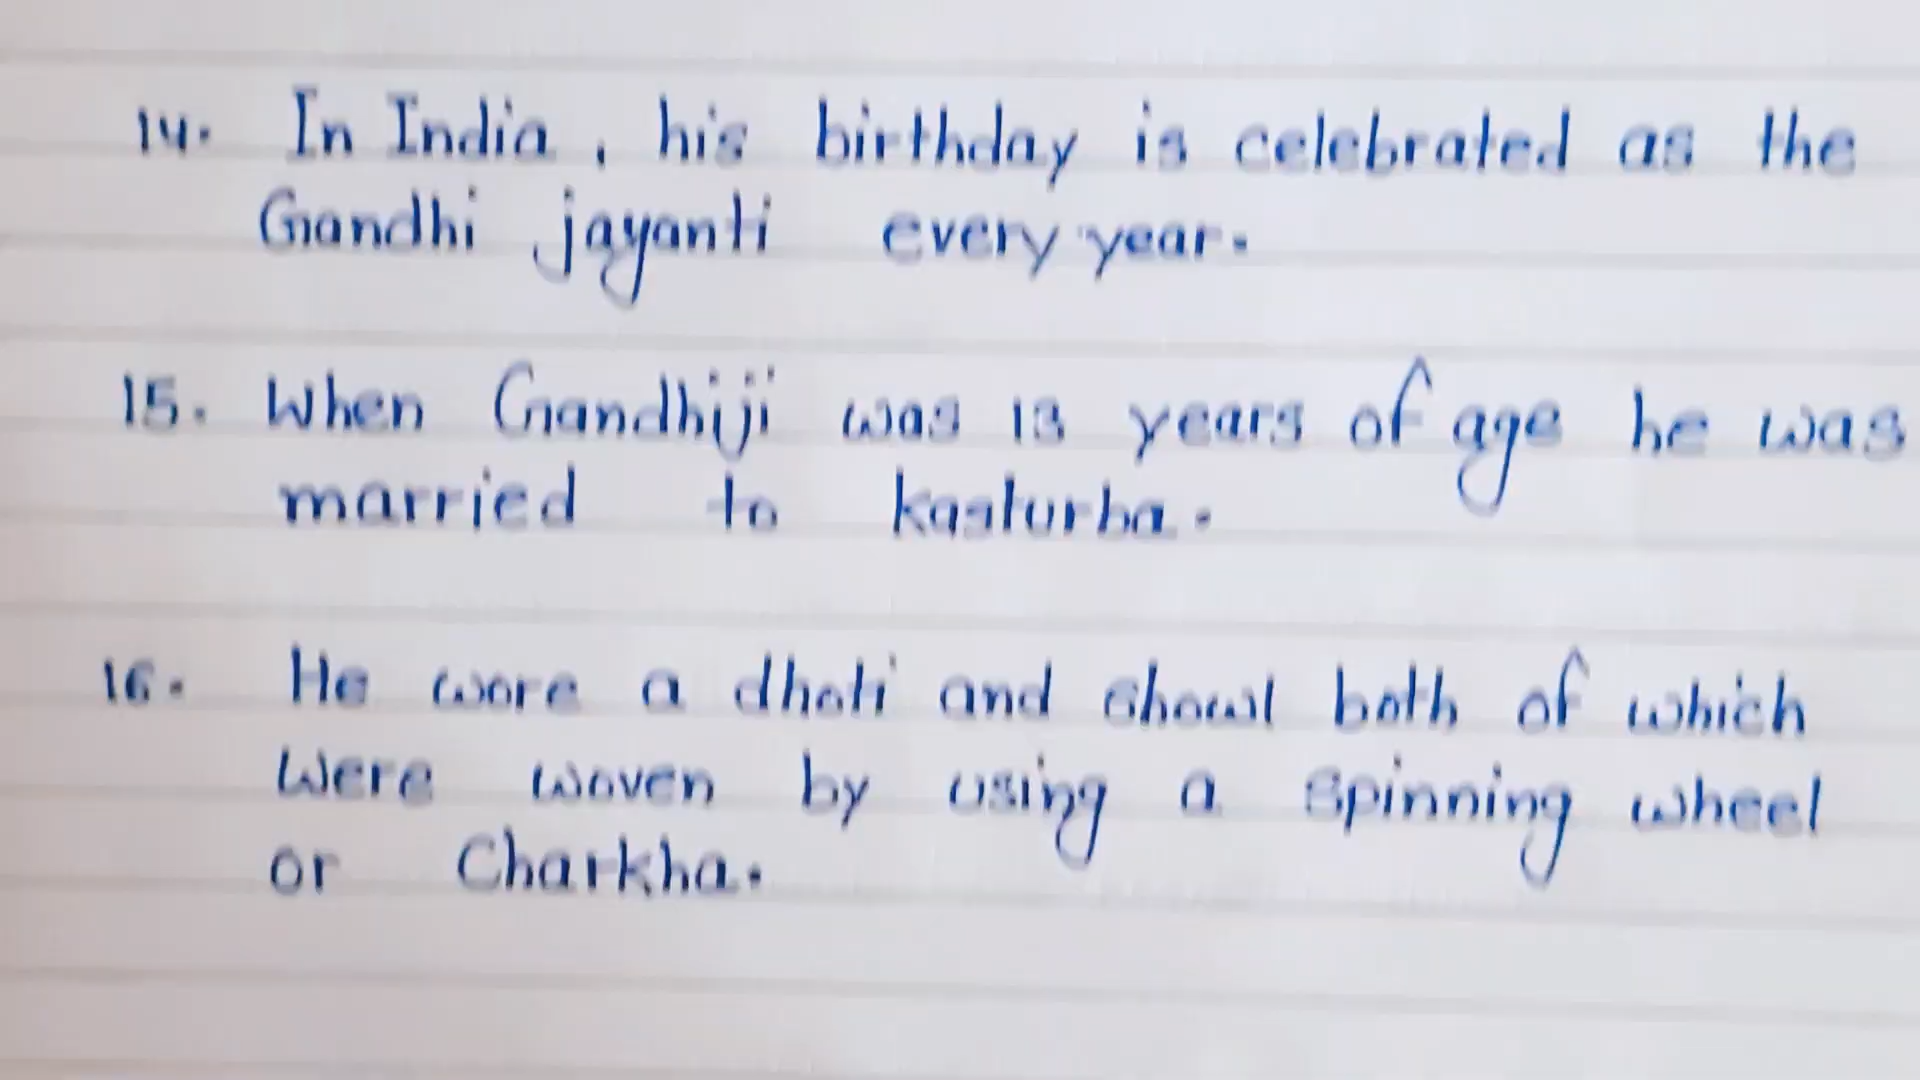 14. In India, his birthday is celebrated as the
Gandhi jayanti every year.
15. When Gandhiji was 13 years of age he was
married to kasturba.
16. He wore a dhoti and shawl both of which
were woven by using a spinning wheel
or Charkha.